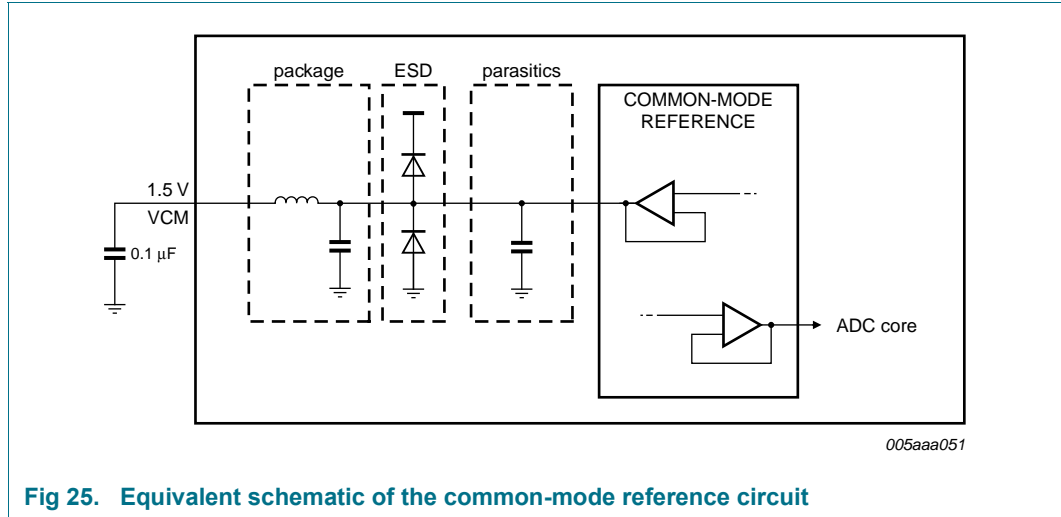 package
ESD
parasitics
COMMON-MODE
REFERENCE
1.5 V
VCM
0.1 μF
ADC core
005aaa051
Fig 25. Equivalent schematic of the common-mode reference circuit